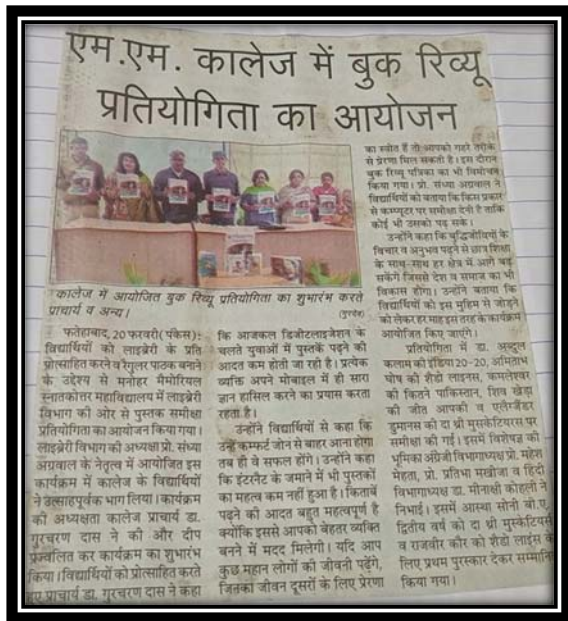 एम.एम. कालेज में बुक रिव्यू
प्रतियोगिता का आयोजन
कालेज में आयोजित बुक रिव्यू प्रतियोगिता का शुभारंभ करते
प्राचार्य व अन्य।
फतेहाबाद, 20 फरवरी( पंकेस):
विद्यार्थियों को लाइब्रेरी के प्रति
प्रोत्साहित करने व रैगुलर पाठक बनाने
के उद्देश्य से मनोहर मैमोरियल
स्नातकोत्तर महाविद्यालय में लाइब्रेरी
विभाग की ओर से पुस्तक समीक्षा
प्रतियोगिता का आयोजन किया गया।
लाइब्रेरी विभाग की अध्यक्षा प्रो. संध्या
अग्रवाल के नेतृत्व में आयोजित इस
कार्यक्रम में कालेज के विद्यार्थियों
ने उत्साहपूर्वक भाग लिया। कार्यक्रम
की अध्यक्षता कालेज प्राचार्य डा.
गुरचरण दास ने की और दीप
प्रज्वलित कर कार्यक्रम का शुभारंभ
किया। विद्यार्थियों को प्रोत्साहित करते
हुए प्राचार्य डा. गुरचरण दास ने कहा
कि आजकल डिजीटलाइजेशन के
चलते युवाओं में पुस्तकें पढ़ने की
आदत कम होती जा रही है। प्रत्येक
व्यक्ति अपने मोबाइल में ही सारा
ज्ञान हासिल करने का प्रयास करता
रहता है।
उन्होंने विद्यार्थियों से कहा कि
उन्हें कम्फर्ट जोन से बाहर आना होगा
तब ही वे सफल होंगे। उन्होंने कहा
कि इंटरनैट के जमाने में भी पुस्तकों
का महत्व कम नहीं हुआ है। किताबें
पढ़ने की आदत बहुत महत्वपूर्ण है
क्योंकि इससे आपको बेहतर व्यक्ति
बनने में मदद मिलेगी। यदि आप
कुछ महान लोगों की जीवनी पढ़ेंगे,
जिनका जीवन दूसरों के लिए प्रेरणा
का स्त्रोत हैं तो आपको गहरे तरीके
से प्रेरणा मिल सकती है। इस दौरान
बुक रिव्यू पत्रिका का भी विमोचन
किया गया। प्रो. संध्या अग्रवाल ने
विद्यार्थियों को बताया कि किस प्रकार
से कम्प्यूटर पर समीक्षा देनी है ताकि
कोई भी उसको पढ़ सके।
उन्होंने कहा कि बुद्धिजीवियों के
विचार व अनुभव पढ़ने से छात्र शिक्षा
के साथ-साथ हर क्षेत्र में आगे बढ़
सकेंगे जिससे देश व समाज का भी
विकास होगा। उन्होंने बताया कि
विद्यार्थियों को इस मुहिम से जोड़ने
को लेकर हर माह इस तरह के कार्यक्रम
आयोजित किए जाएंगे।
प्रतियोगिता में डा. अब्दुल
कलाम की इंडिया 20-20, अमिताभ
घोष की शैडो लाइनस, कमलेश्वर
की कितने पाकिस्तान, शिव खेड़ा
की जीत आपकी व एलैग्जैंडर
डुमानस की दा थ्री मुसकेटियरस पर
समीक्षा की गई। इसमें विशेषज्ञ की
भूमिका अंग्रेजी विभागाध्यक्ष प्रो. महेश
मेहता, प्रो. प्रतिभा मखीजा व हिंदी
विभागाध्यक्ष डा. मीनाक्षी कोहली ने
निभाई। इसमें आस्था सोनी बी.ए.
द्वितीय वर्ष को दा थ्री मुस्केटियर्स
व राजवीर कौर को शैडो लाइंस के
लिए प्रथम पुरस्कार देकर सम्मानित
किया गया।